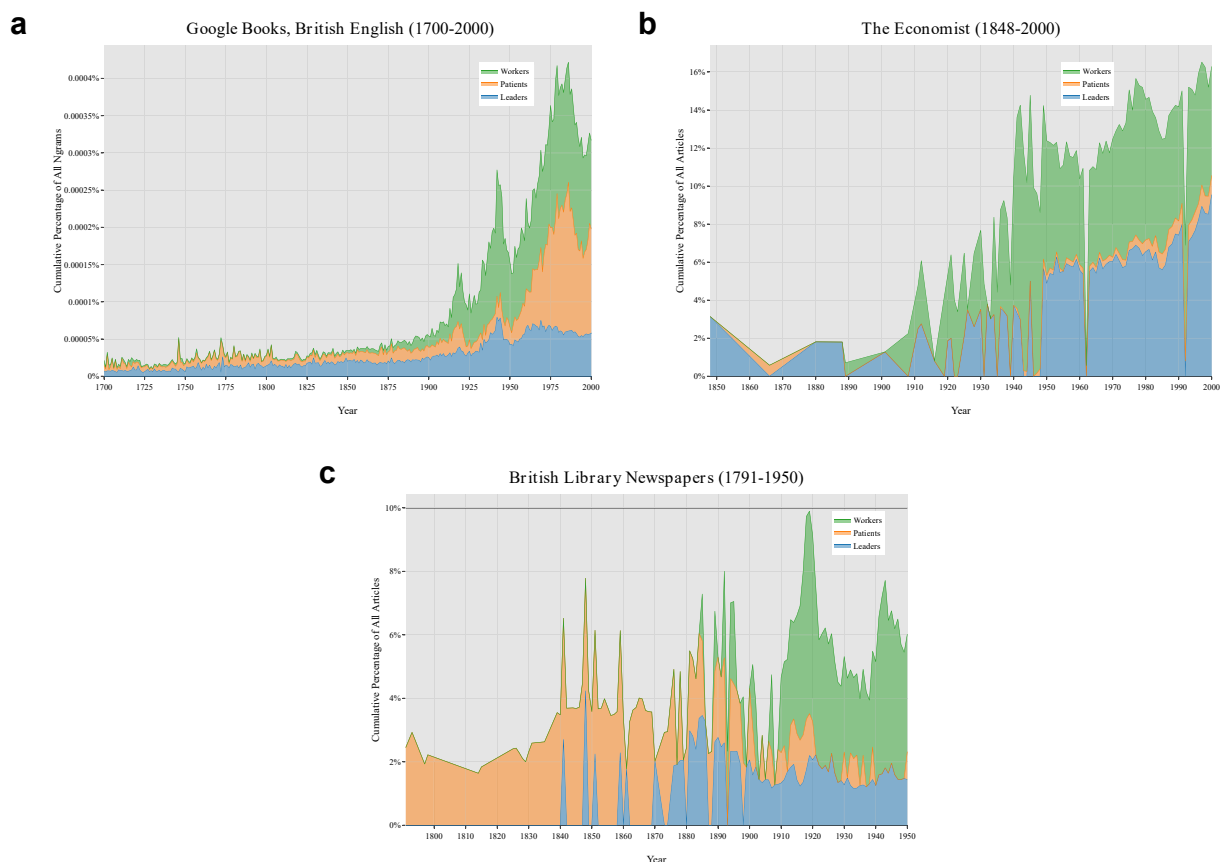 a
Google Books, British English (1700-2000)
Cumulative Percentage of All Ngrams
0.0004%
0.00035%
0.0003%
0.00025%
0.0002%
0.00015%
0.0001%
0.00005%
0%
Workers
Patients
Leaders
1700 1725 1750 1775 1800 1825 1850 1875 1900 1925 1950 1975 2000
Year
b
The Economist (1848-2000)
Cumulative Percentage of All Articles
16%
14%
12%
10%
8%
6%
4%
2%
0%
Workers
Patients
Leaders
1850 1860 1870 1880 1890 1900 1910 1920 1930 1940 1950 1960 1970 1980 1990 2000
Year
c
British Library Newspapers (1791-1950)
Cumulative Percentage of All Articles
10%
8%
6%
4%
2%
0%
Workers
Patients
Leaders
1800 1810 1820 1830 1840 1850 1860 1870 1880 1890 1900 1910 1920 1930 1940 1950
Year